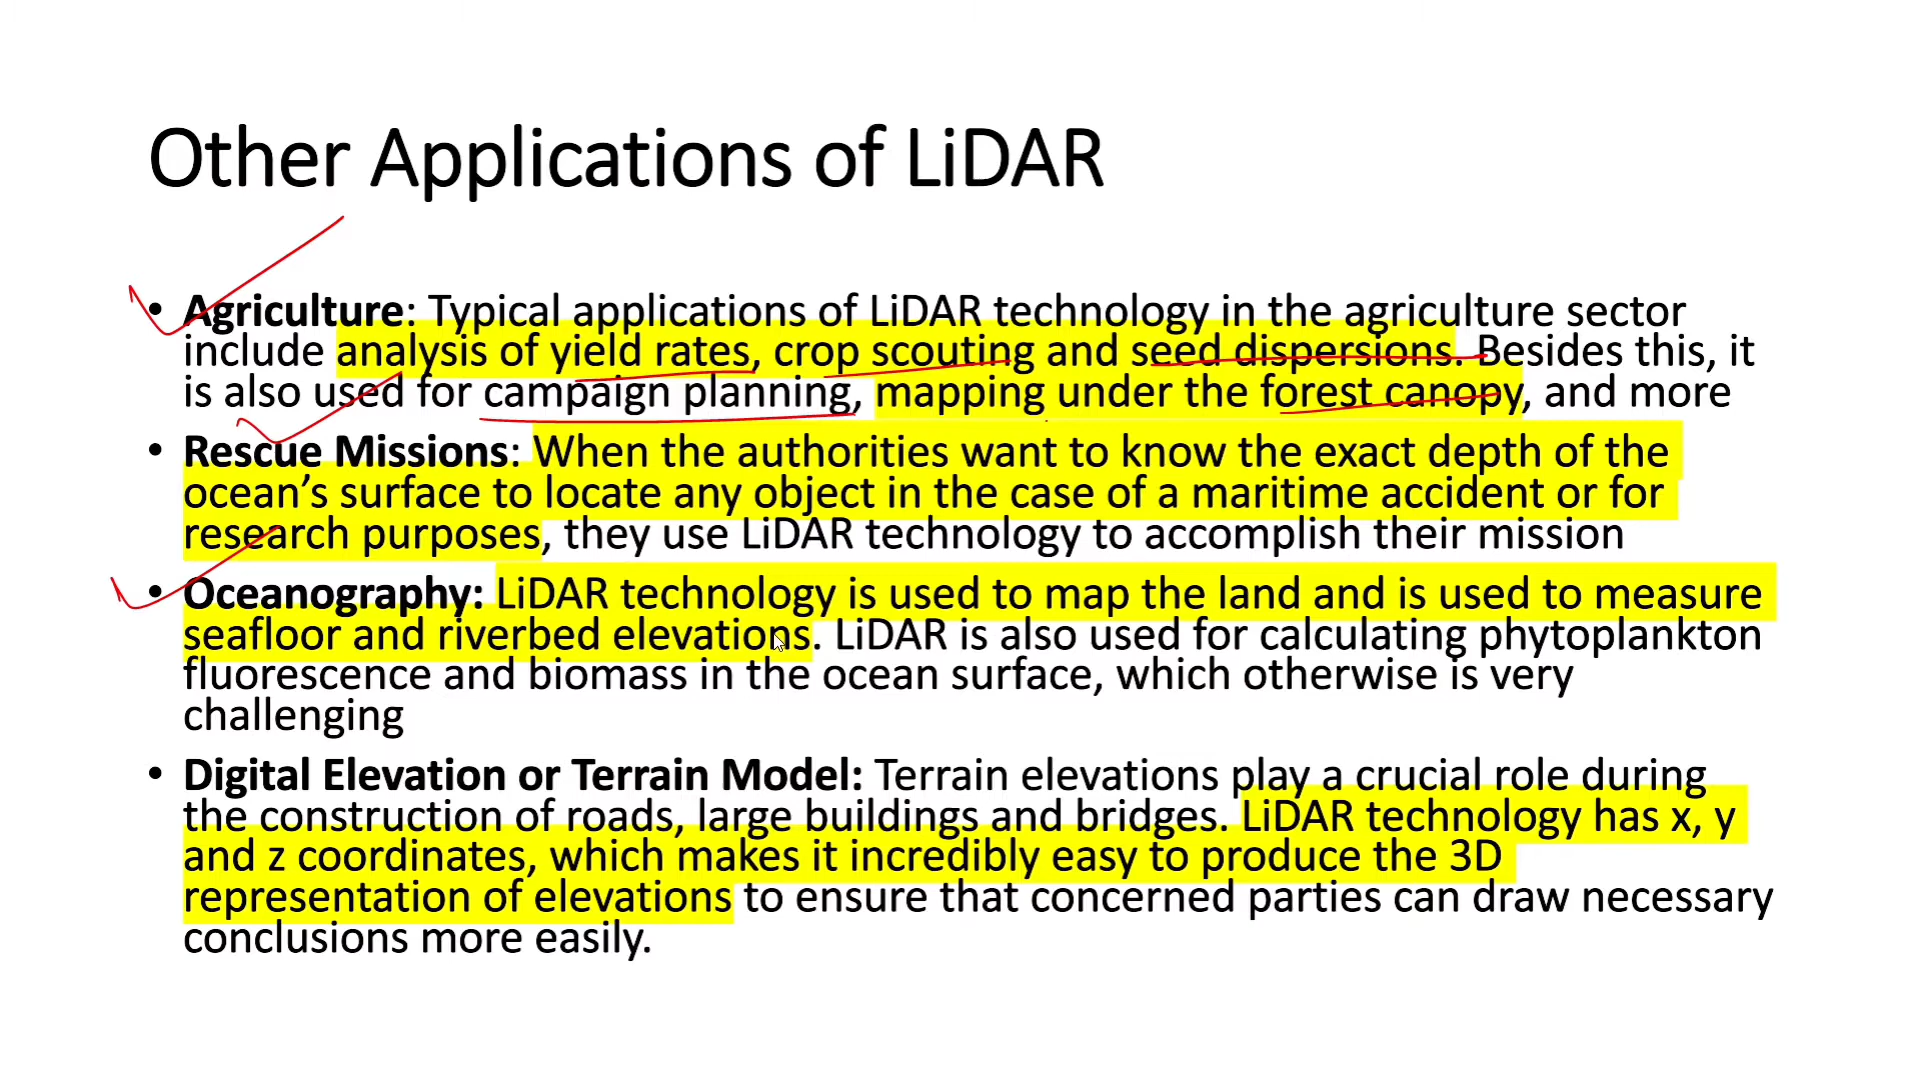 Other Applications of LiDAR
• Agriculture: Typical applications of LiDAR technology in the agriculture sector
include analysis of yield rates, crop scouting and seed dispersions. Besides this, it
is also used for campaign planning, mapping under the forest canopy, and more
• Rescue Missions: When the authorities want to know the exact depth of the
ocean’s surface to locate any object in the case of a maritime accident or for
research purposes, they use LiDAR technology to accomplish their mission
• Oceanography: LiDAR technology is used to map the land and is used to measure
seafloor and riverbed elevations. LiDAR is also used for calculating phytoplankton
fluorescence and biomass in the ocean surface, which otherwise is very
challenging
• Digital Elevation or Terrain Model: Terrain elevations play a crucial role during
the construction of roads, large buildings and bridges. LiDAR technology has x, y
and z coordinates, which makes it incredibly easy to produce the 3D
representation of elevations to ensure that concerned parties can draw necessary
conclusions more easily.